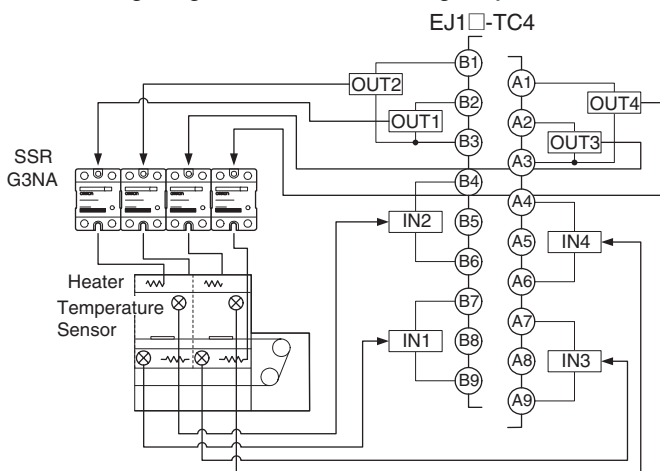 EJ1□-TC4
B1
OUT2
A1
B2
OUT4
OUT1
A2
B3
OUT3
A3
SSR
G3NA
B4
A4
IN2
B5
A5
IN4
B6
A6
Heater
Temperature
Sensor
B7
A7
IN1
B8
A8
IN3
B9
A9